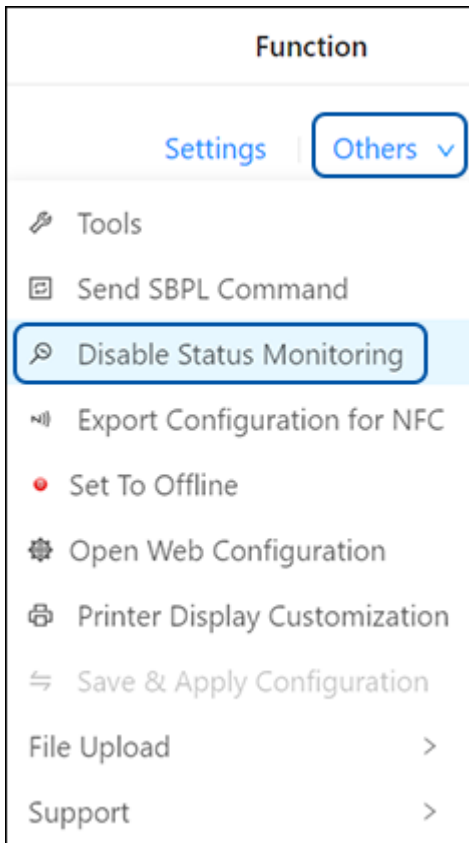 Function
Settings Others
Tools
Send SBPL Command
Disable Status Monitoring
Export Configuration for NFC
Set To Offline
Open Web Configuration
Printer Display Customization
Save & Apply Configuration
File Upload
Support